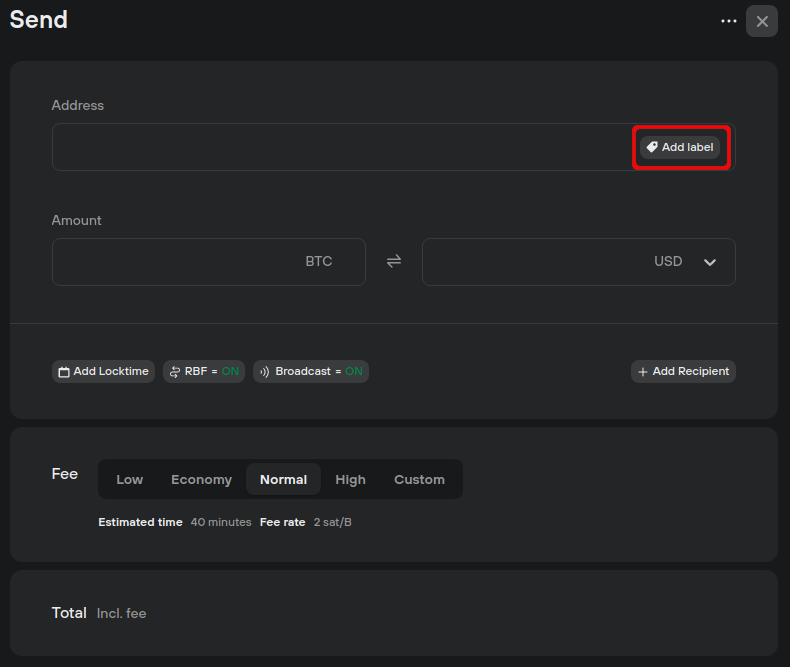 Send
Address
Add label
Amount
BTC
USD
Add Locktime RBF = ON Broadcast = ON Add Recipient
Fee Low Economy Normal High Custom
Estimated time 40 minutes Fee rate 2 sat/B
Total Incl. fee